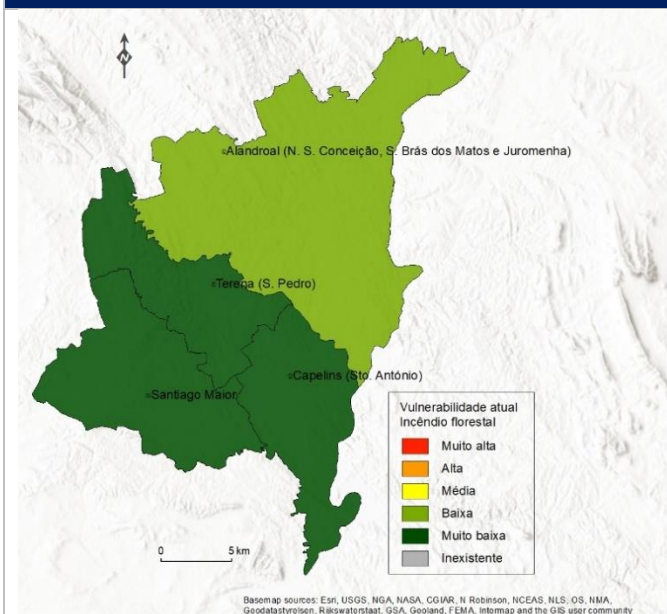 N
Alandroal (N. S. Conceição, S. Brás dos Matos e Juromenha)
Terena (S. Pedro)
Capelins (Sto. António)
Santiago Maior
Vulnerabilidade atual
Incêndio florestal
Muito alta
Alta
Média
Baixa
Muito baixa
Inexistente
0 5 km
Basemap sources: Esri, USGS, NGA, NASA, CGIAR, N Robinson, NCEAS, NLS, OS, NMA,
Geodatastyrelsen, Rijkswaterstaat, GSA, Geoland, FEMA, Intermap and the GIS user community